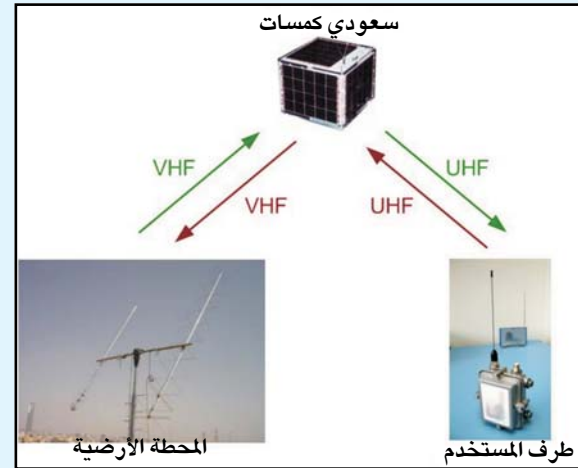 سعودي كمسات
VHF
UHF
VHF
UHF
المحطة الأرضية
طرف المستخدم